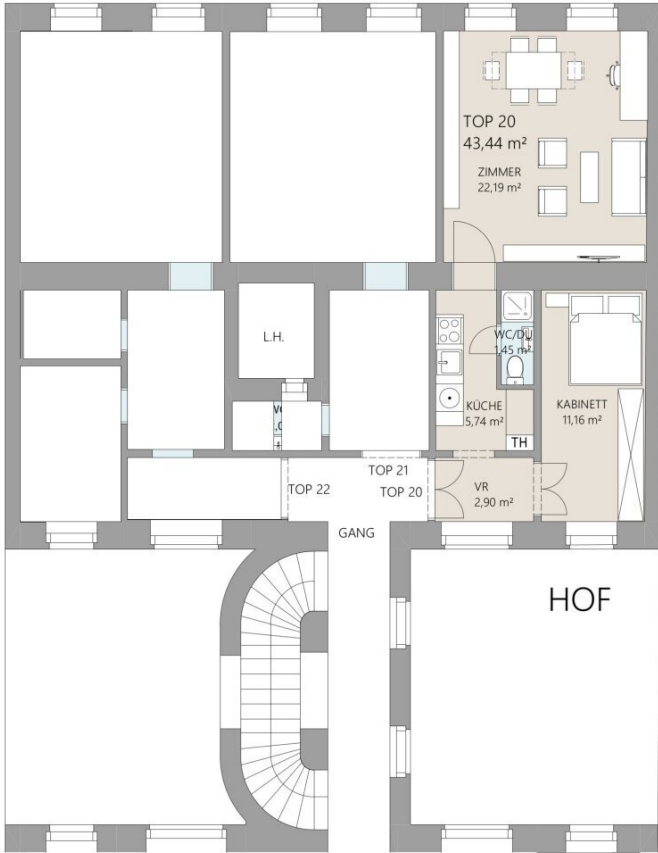 TOP 20
43,44 m²
ZIMMER
22,19 m²
L.H.
WC/DU
1,45 m²
KÜCHE
5,74 m²
KABINETT
11,16 m²
TH
TOP 21
TOP 22
TOP 20
VR
2,90 m²
GANG
HOF